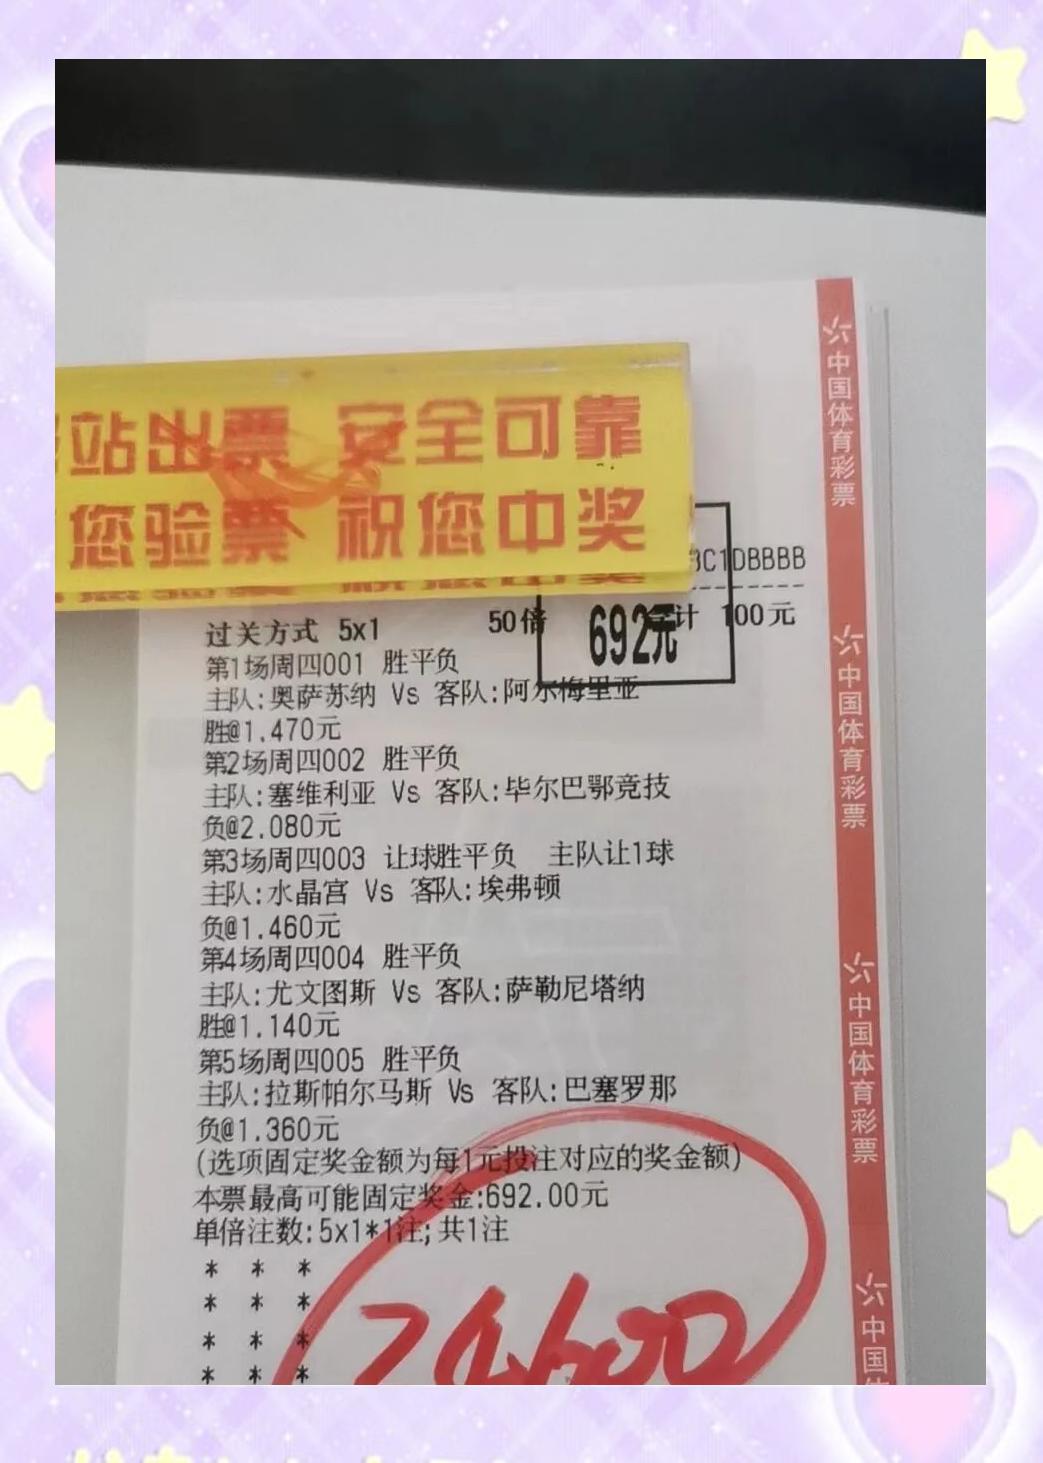 站出票 安全可靠
您验票 祝您中奖
C1DBBBB
过关方式 5x1 50倍 合计 100元
692元
第1场周四001 胜平负
主队:奥萨苏纳 Vs 客队:阿尔梅里亚
胜@1.470元
第2场周四002 胜平负
主队:塞维利亚 Vs 客队:毕尔巴鄂竞技
负@2.080元
第3场周四003 让球胜平负 主队让1球
主队:水晶宫 Vs 客队:埃弗顿
负@1.460元
第4场周四004 胜平负
主队:尤文图斯 Vs 客队:萨勒尼塔纳
胜@1.140元
第5场周四005 胜平负
主队:拉斯帕尔马斯 Vs 客队:巴塞罗那
负@1.360元
(选项固定奖金额为每1元投注对应的奖金额)
本票最高可能固定奖金:692.00元
单倍注数:5x1*1注;共1注
* * *
* * *
* * *
* * *
中国体育彩票
中国体育彩票
中国体育彩票
中国体